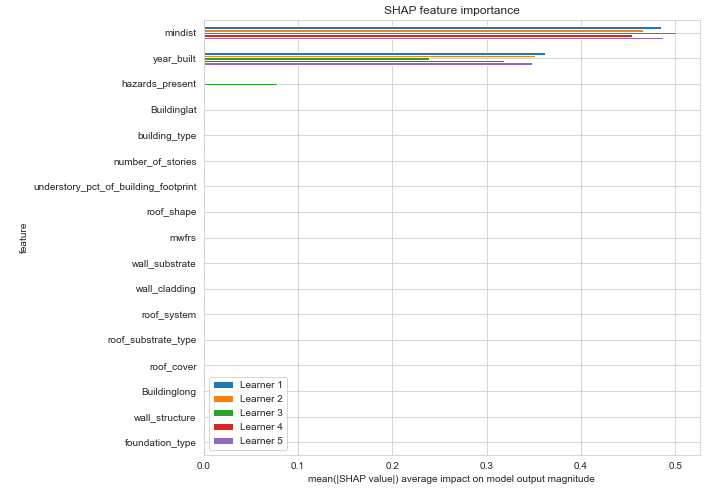 SHAP feature importance
mindist
year_built
hazards_present
Buildinglat
building_type
number_of_stories
understory_pct_of_building_footprint
roof_shape
mwfrs
wall_substrate
wall_cladding
roof_system
roof_substrate_type
roof_cover
Buildinglong
wall_structure
foundation_type
feature
Learner 1
Learner 2
Learner 3
Learner 4
Learner 5
0.0 0.1 0.2 0.3 0.4 0.5
mean(|SHAP value|) average impact on model output magnitude